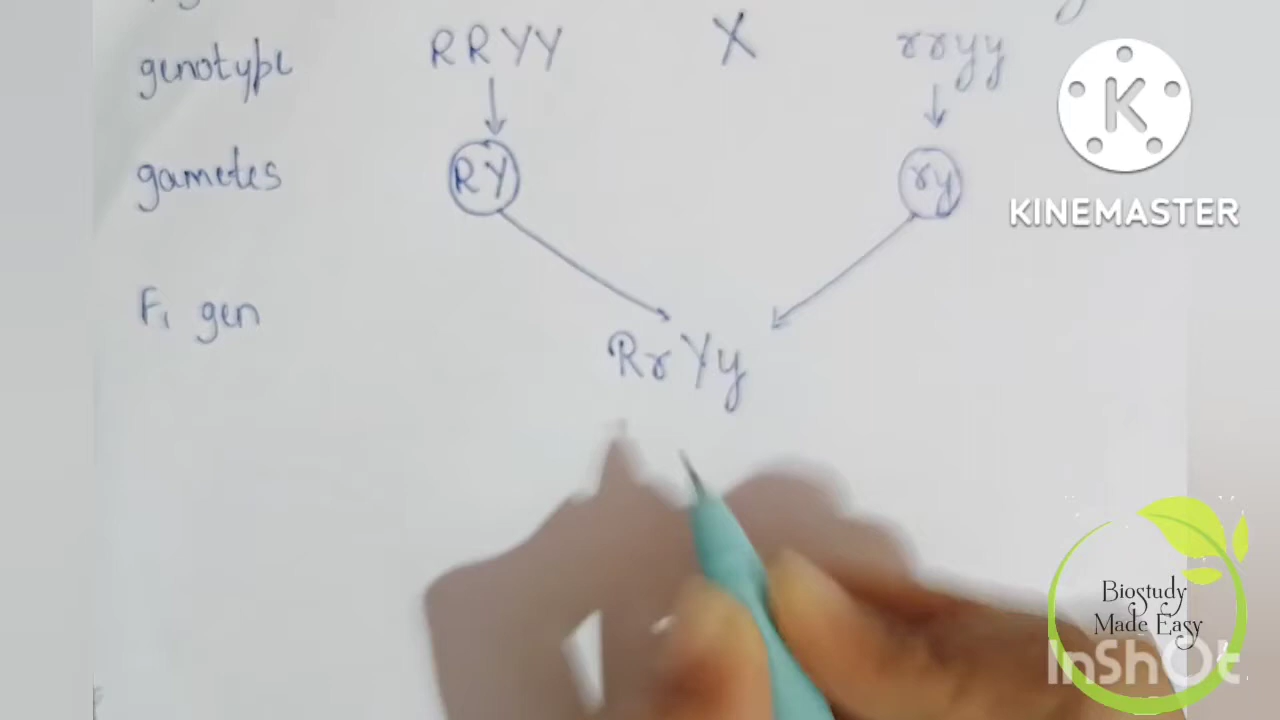 genotype RRYY X rryy
gametes RY ry
F1 gen
RrYy
K
KINEMASTER
Biostudy
Made Easy
InShOt